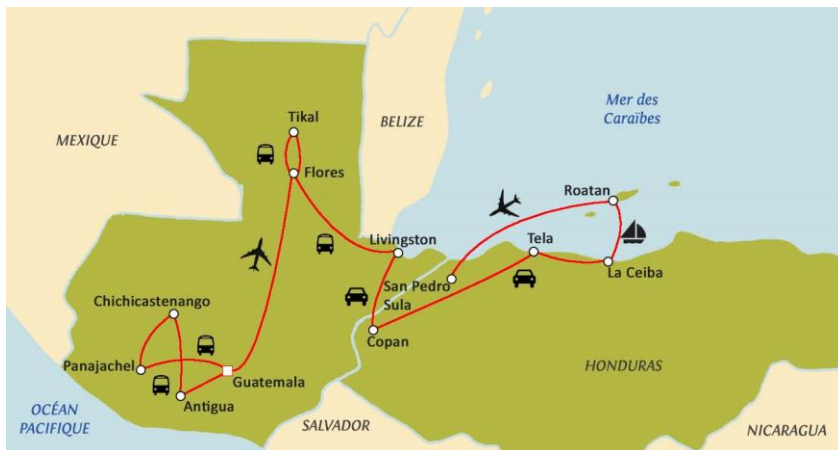 Tikal
Mer des
Caraïbes
MEXIQUE
BELIZE
Flores
Roatan
Livingston
Tela
La Ceiba
San Pedro
Sula
Chichicastenango
Copan
Panajachel
Guatemala
HONDURAS
Antigua
OCÉAN
PACIFIQUE
SALVADOR
NICARAGUA